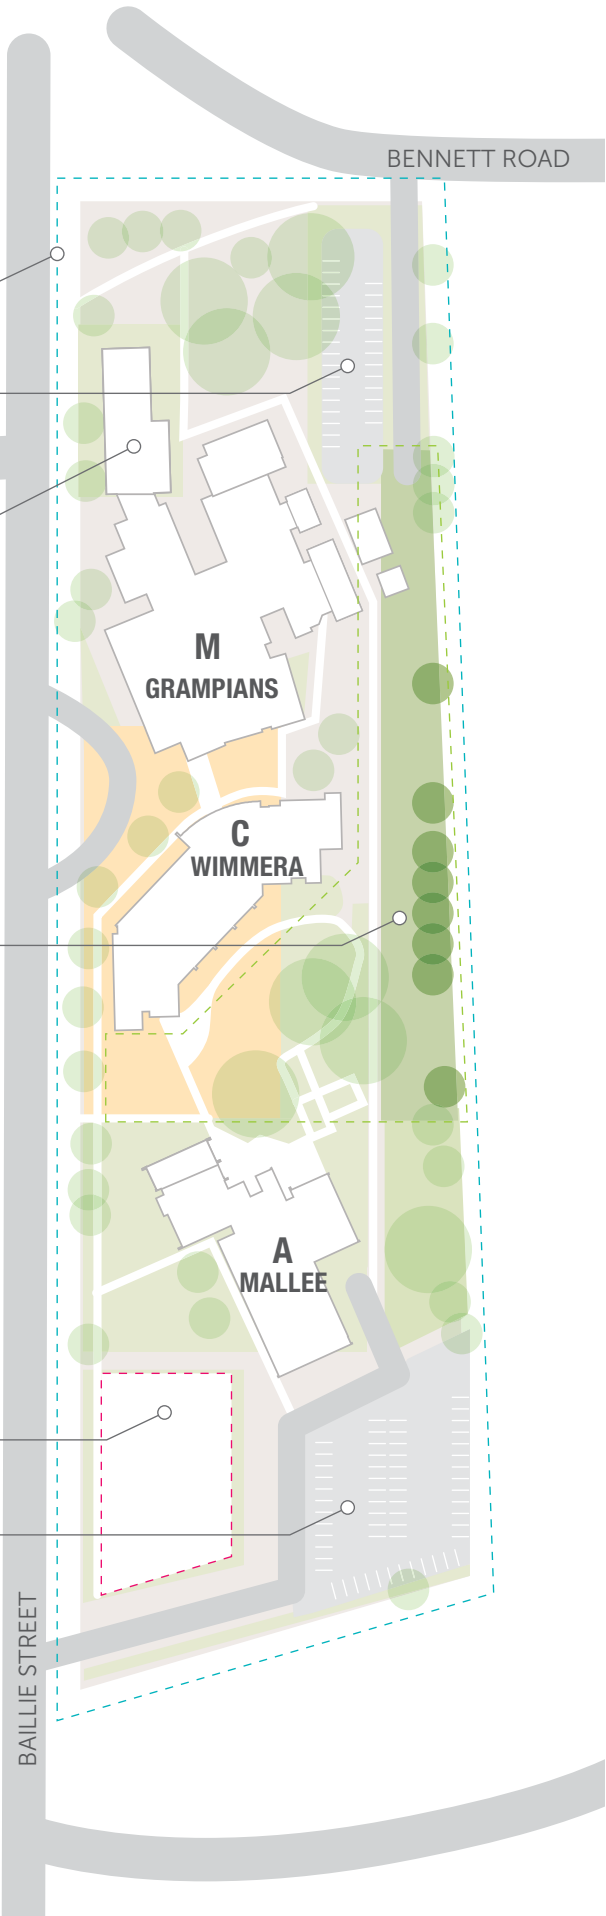 BENNETT ROAD
M
GRAMPIANS
C
WIMMERA
A
MALLEE
BAILLIE STREET